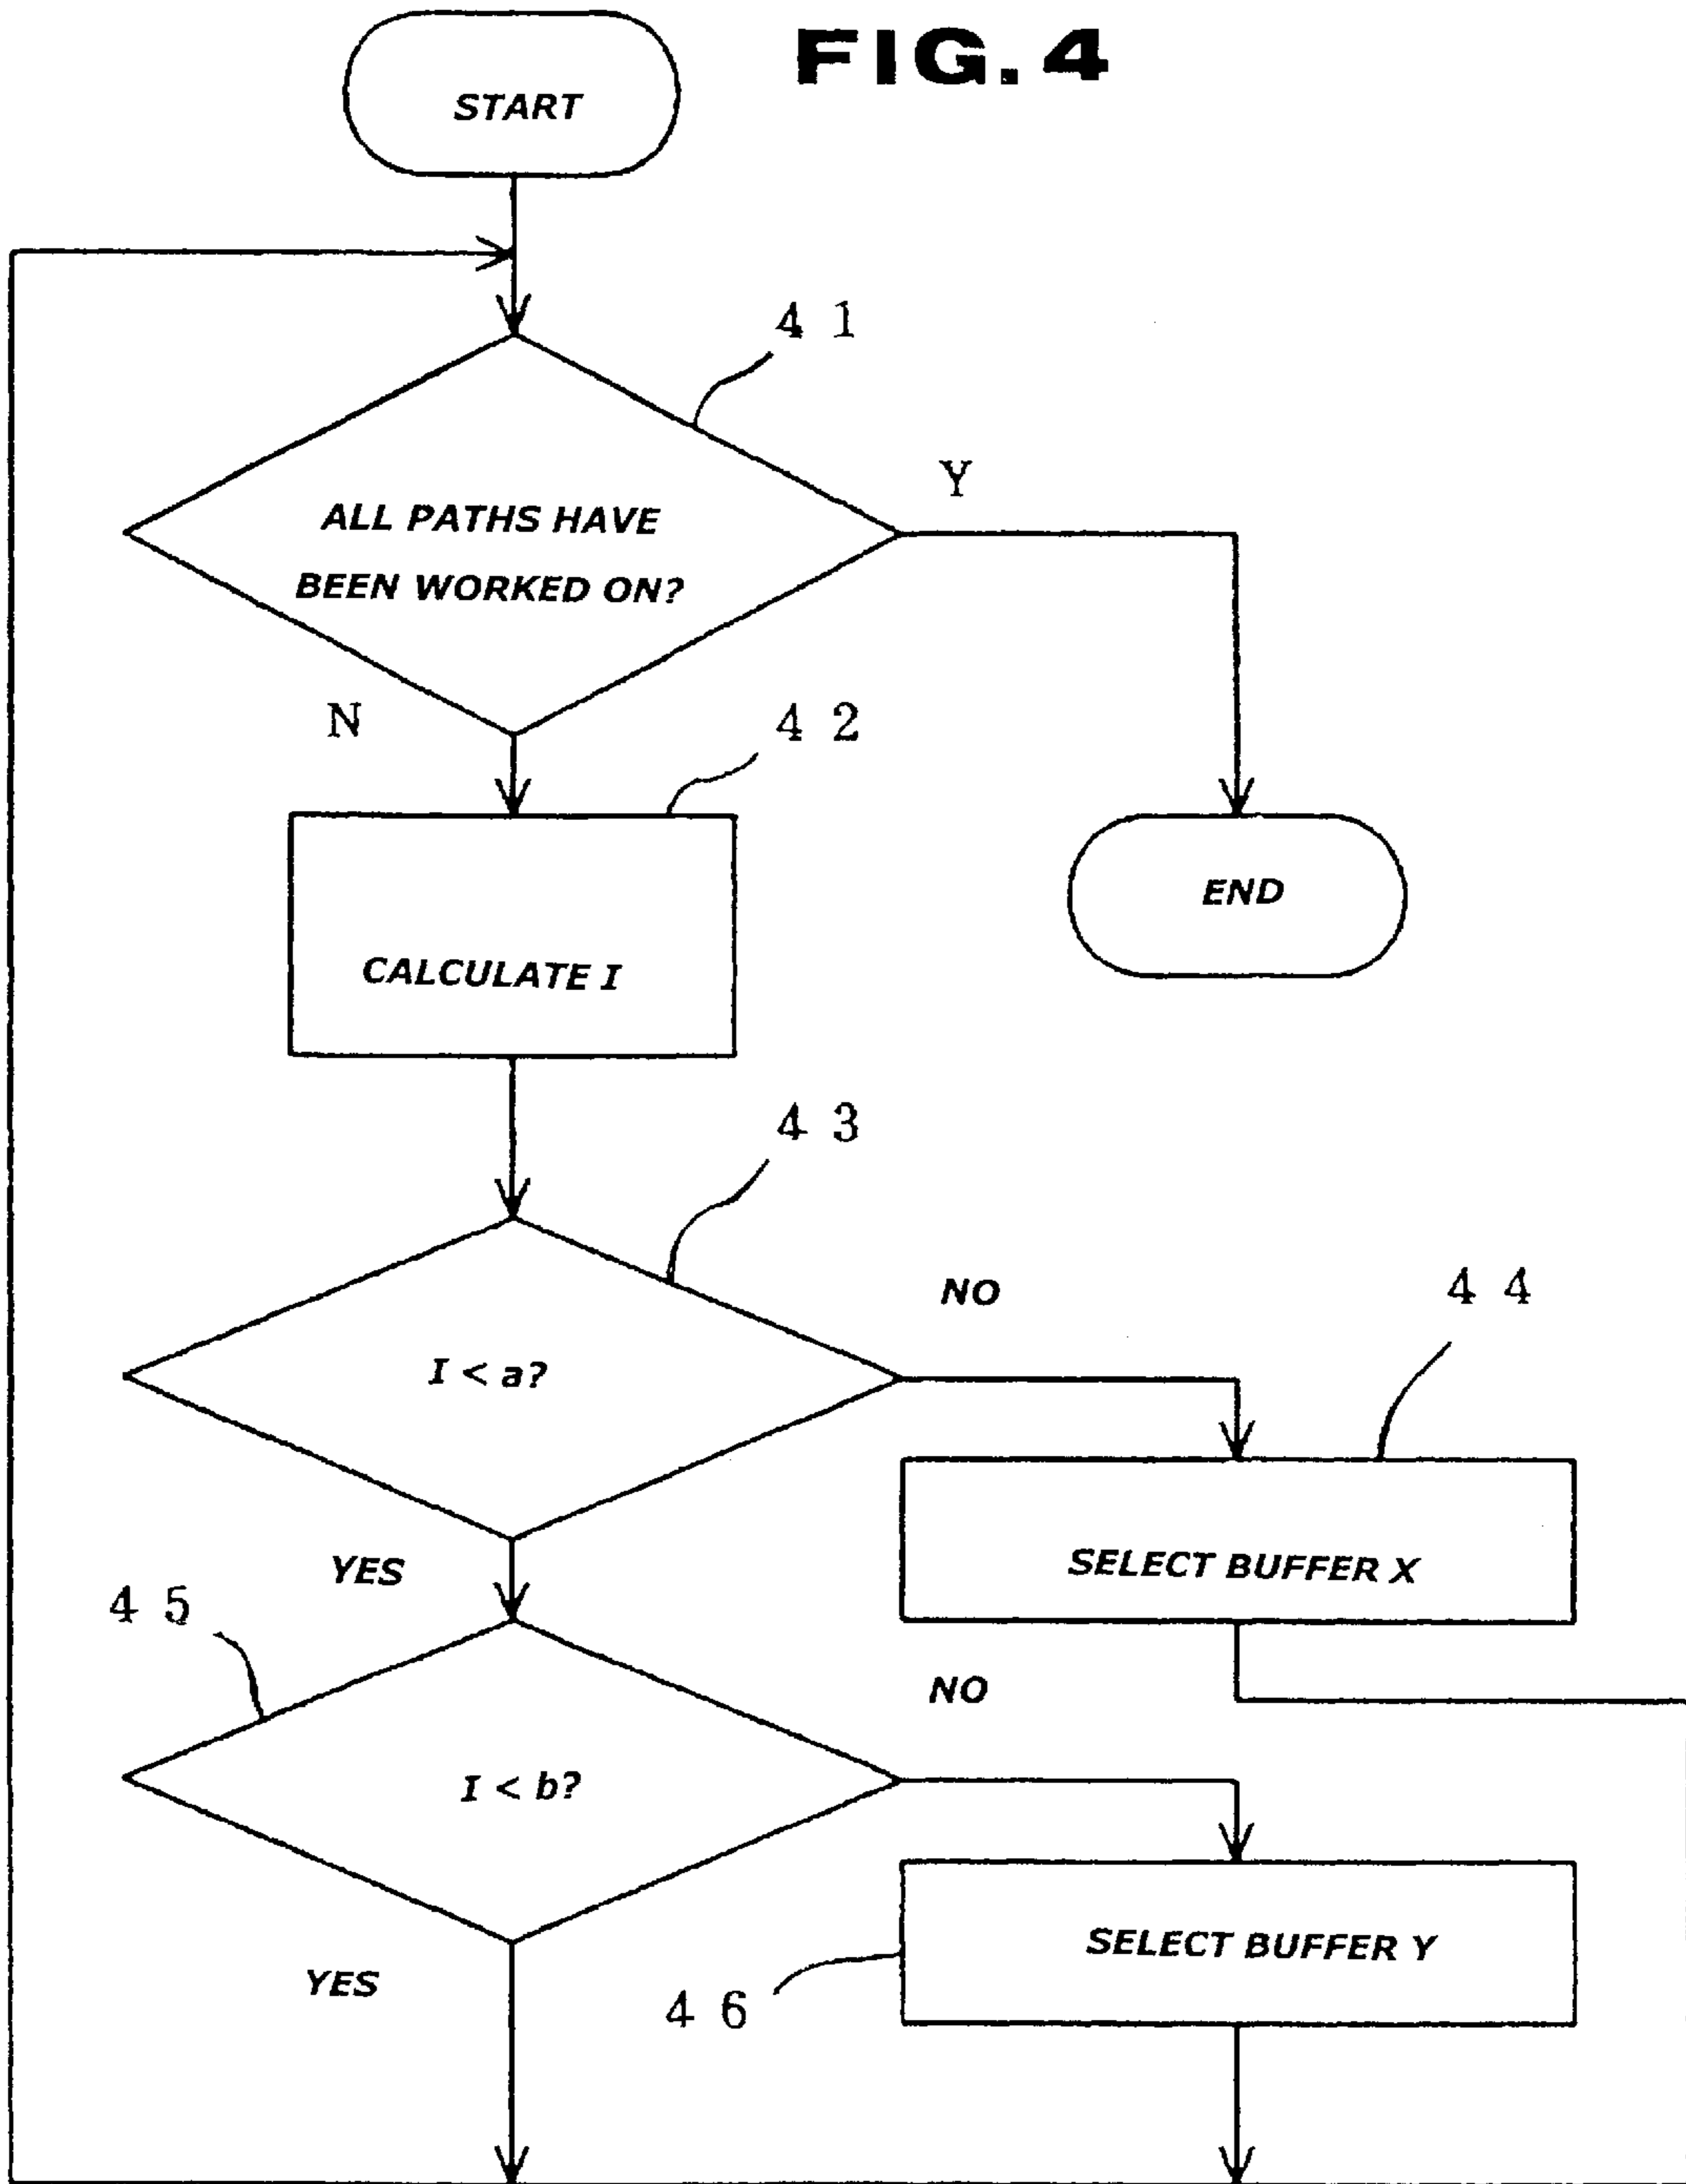 FIG. 4
START
4 1
ALL PATHS HAVE
BEEN WORKED ON?
Y
N
4 2
CALCULATE I
END
4 3
I < a?
NO
4 4
SELECT BUFFER X
YES
4 5
I < b?
NO
SELECT BUFFER Y
4 6
YES